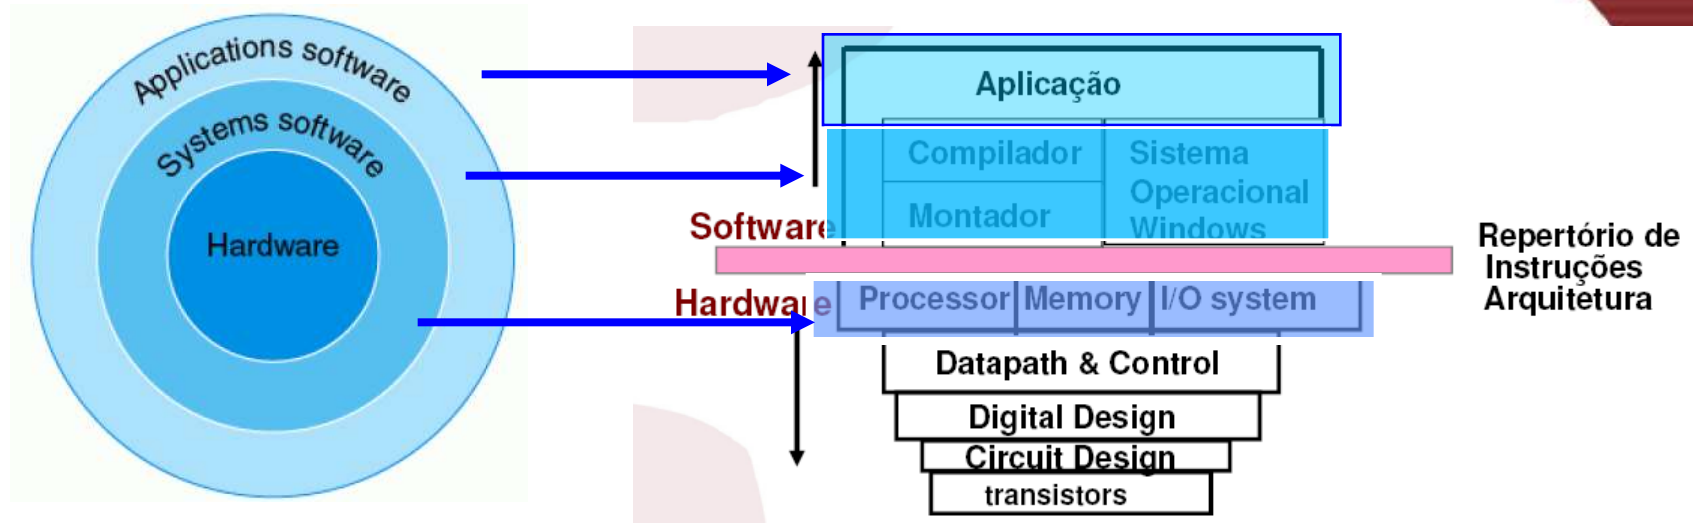 Applications software
Systems software
Hardware
Aplicação
Compilador
Sistema
Operacional
Windows
Montador
Software
Repertório de
Instruções
Arquitetura
Hardware
Processor
Memory
I/O system
Datapath & Control
Digital Design
Circuit Design
transistors